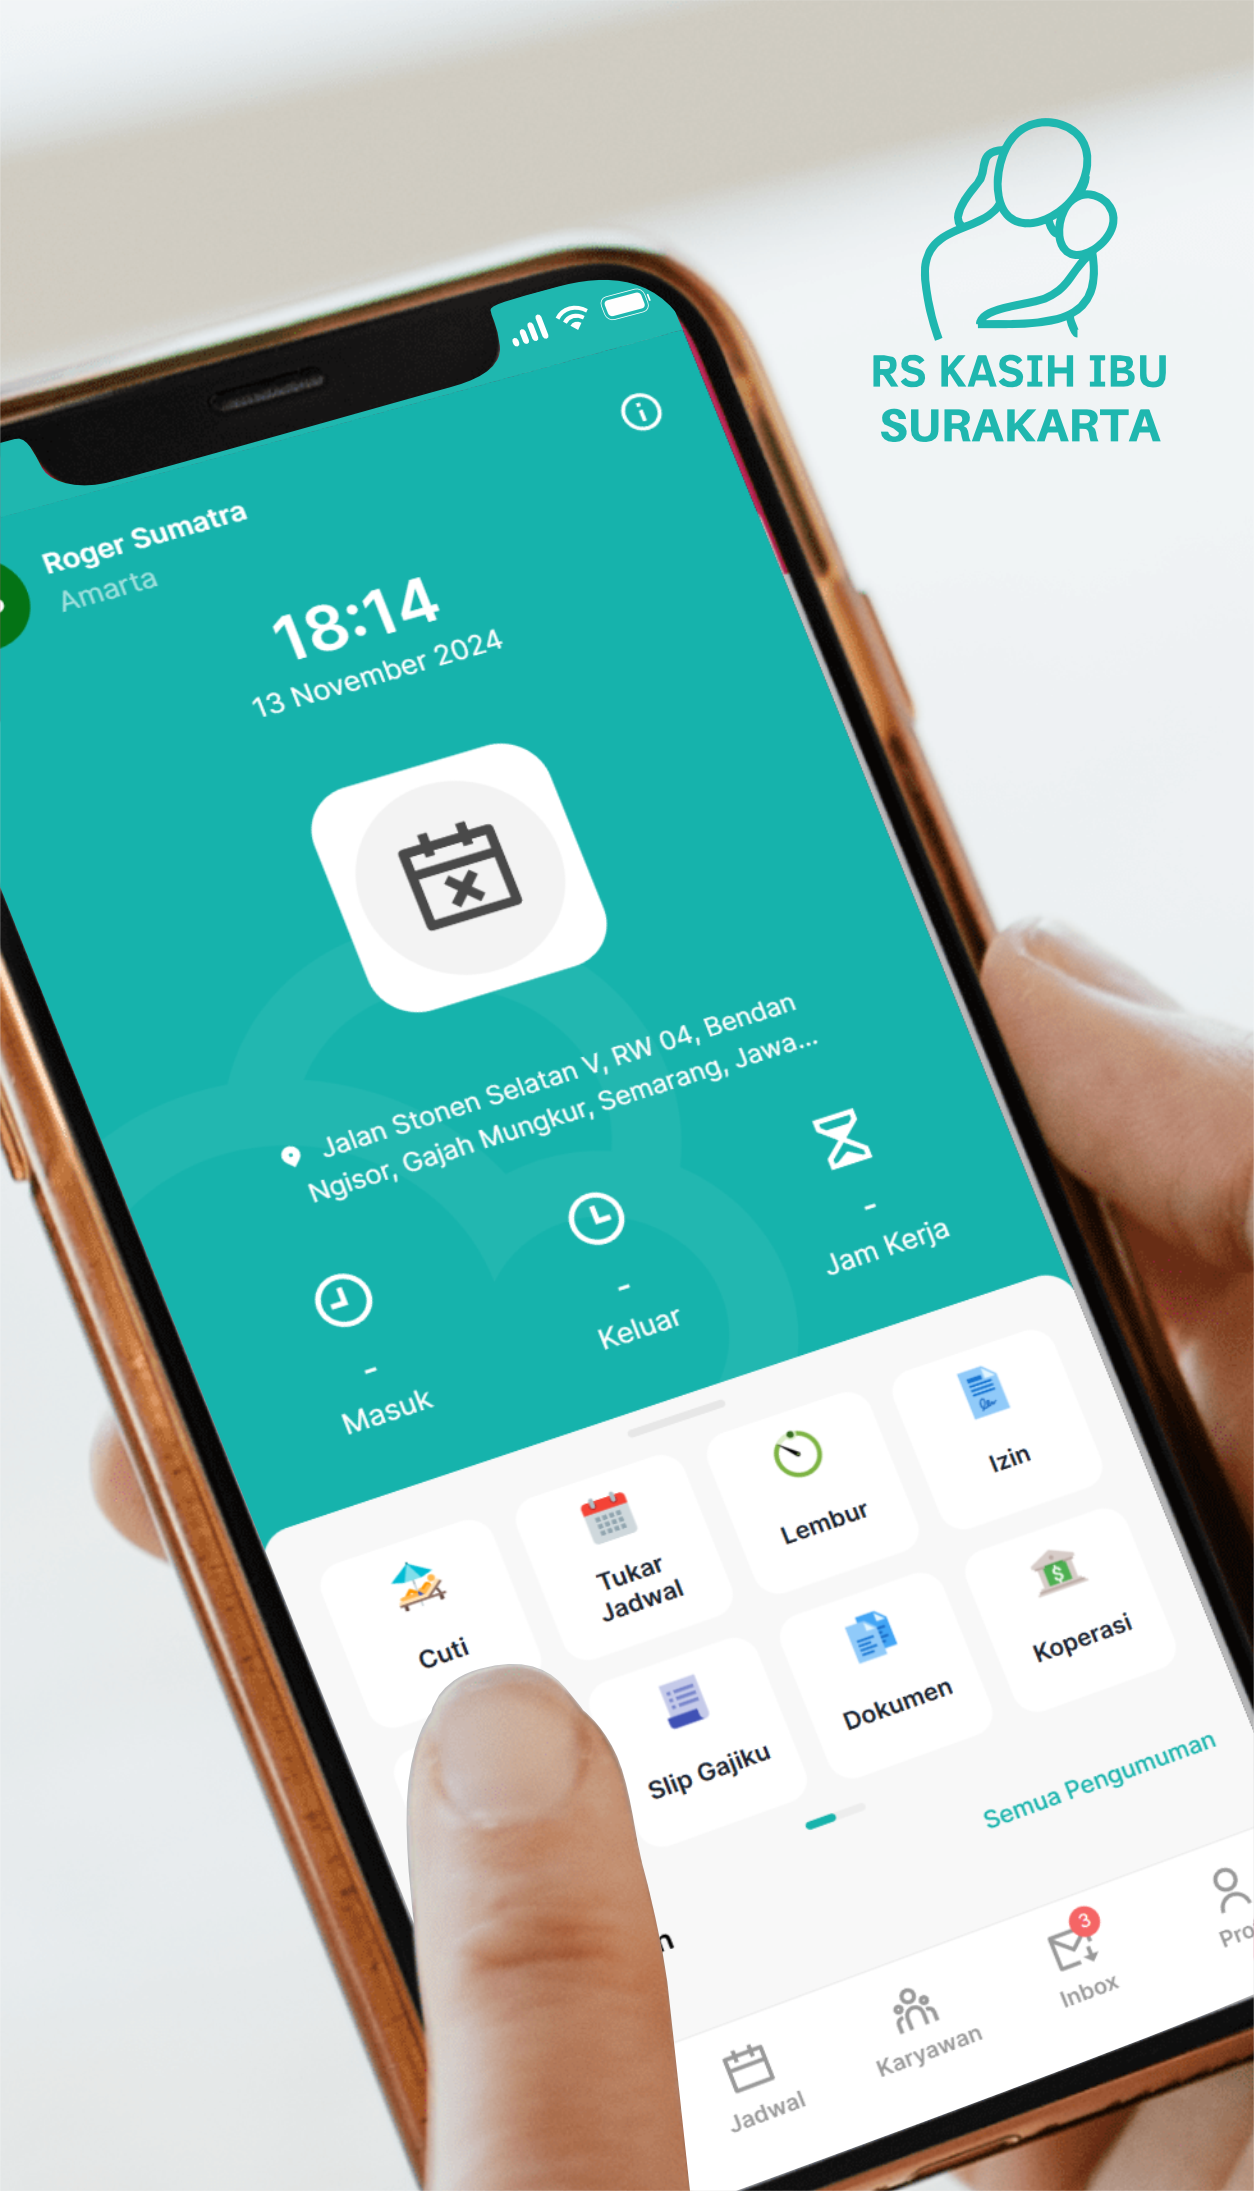 RS KASIH IBU
SURAKARTA
Roger Sumatra
Amarta
18:14
13 November 2024
Jalan Stonen Selatan V, RW 04, Bendan
Ngisor, Gajah Mungkur, Semarang, Jawa...
-
Masuk
-
Keluar
-
Jam Kerja
Cuti
Tukar
Jadwal
Lembur
Izin
Slip Gajiku
Dokumen
Koperasi
Semua Pengumuman
Jadwal
Karyawan
3
Inbox